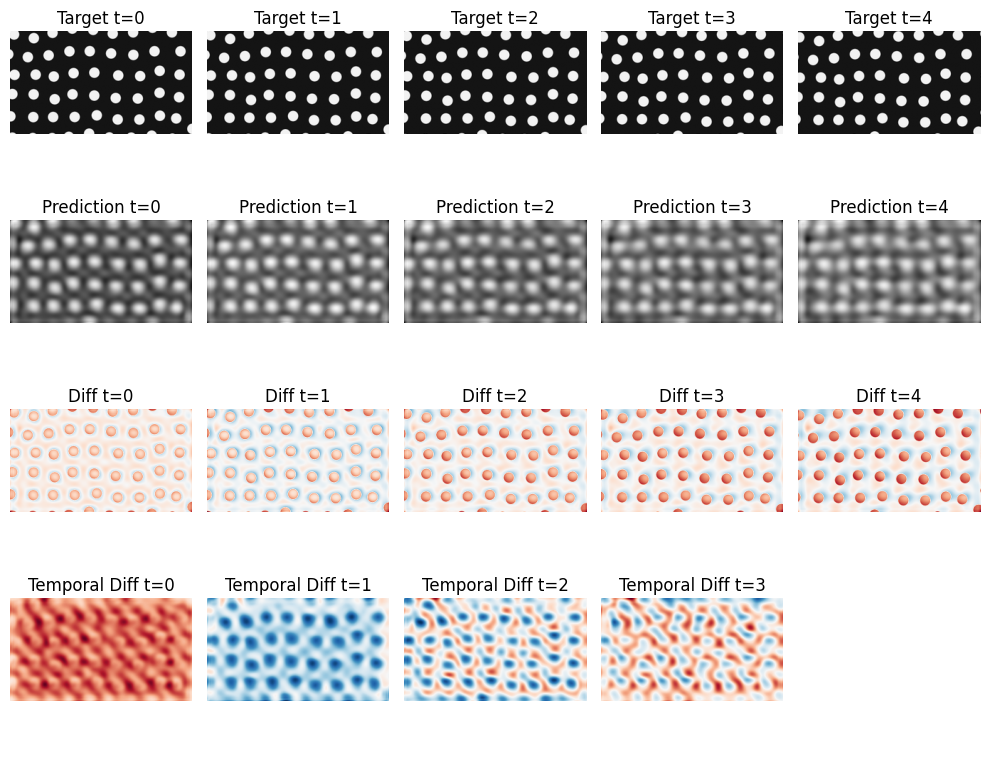 Target t=0 Target t=1 Target t=2 Target t=3 Target t=4
Prediction t=0 Prediction t=1 Prediction t=2 Prediction t=3 Prediction t=4
Diff t=0 Diff t=1 Diff t=2 Diff t=3 Diff t=4
Temporal Diff t=0 Temporal Diff t=1 Temporal Diff t=2 Temporal Diff t=3